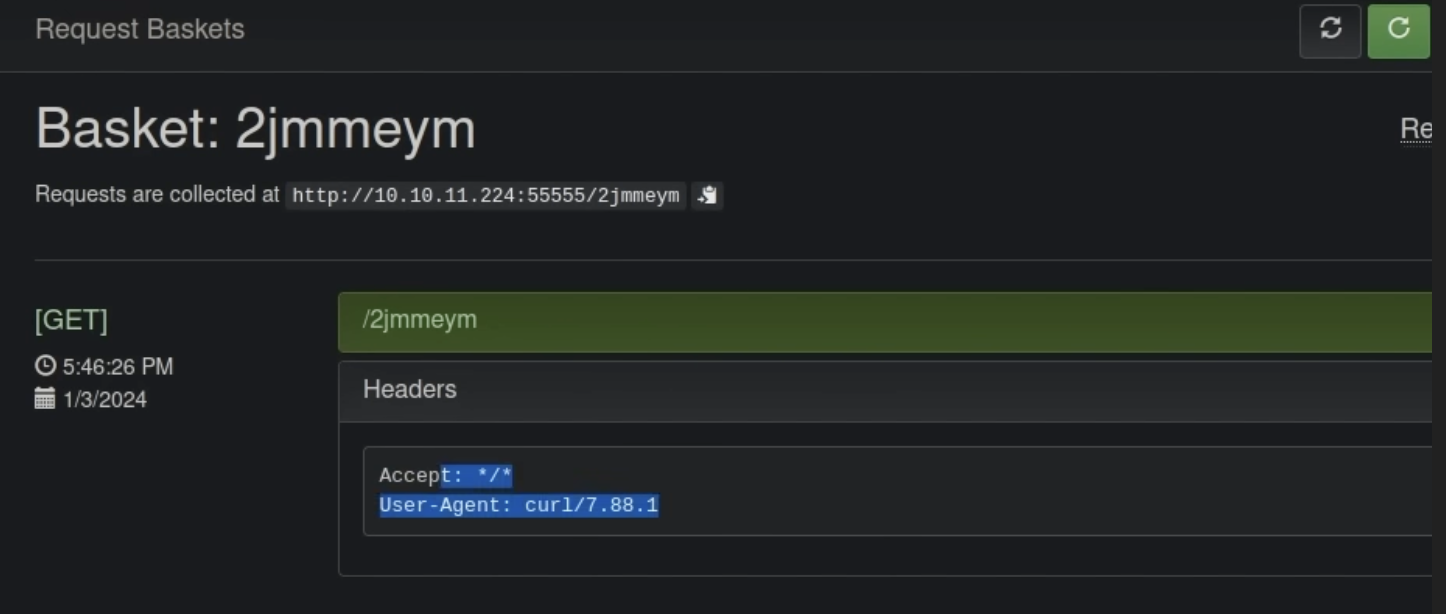 Request Baskets
Basket: 2jmmeym
Requests are collected at http://10.10.11.224:55555/2jmmeym
[GET]
/2jmmeym
5:46:26 PM
1/3/2024
Headers
Accept: */*
User-Agent: curl/7.88.1